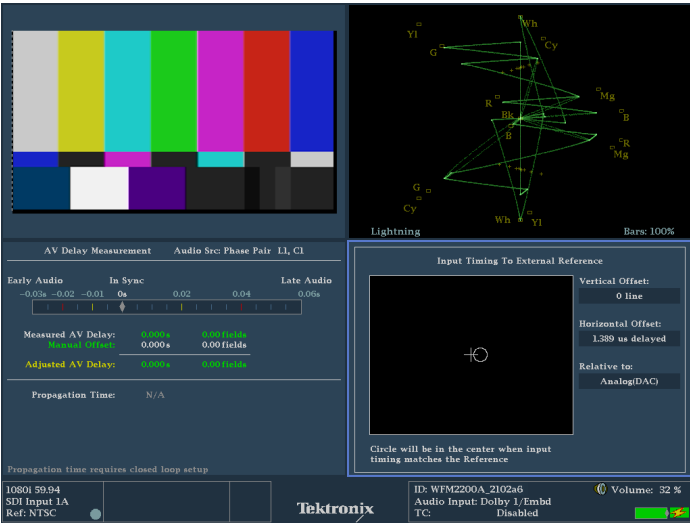 Wh
Yl
Cy
G
Mg
R
B
Bk
B
R
Mg
G
Cy
Wh
Yl
Lightning
Bars: 100%
AV Delay Measurement
Audio Src: Phase Pair L1, C1
Early Audio
In Sync
Late Audio
-0.03s
-0.02
-0.01
0s
0.02
0.04
0.06s
Measured AV Delay: 0.000s 0.00 fields
Manual Offset: 0.000s 0.00 fields
Adjusted AV Delay: 0.000s 0.00 fields
Propagation Time: N/A
Propagation time requires closed loop setup
Input Timing To External Reference
Vertical Offset:
0 line
Horizontal Offset:
1.389 us delayed
Relative to:
Analog(DAC)
Circle will be in the center when input
timing matches the Reference
1080i 59.94
SDI Input 1A
Ref: NTSC
Tektronix
ID: WFM2200A_2102a6
Audio Input: Dolby 1/Embd
TC: Disabled
Volume: 32 %